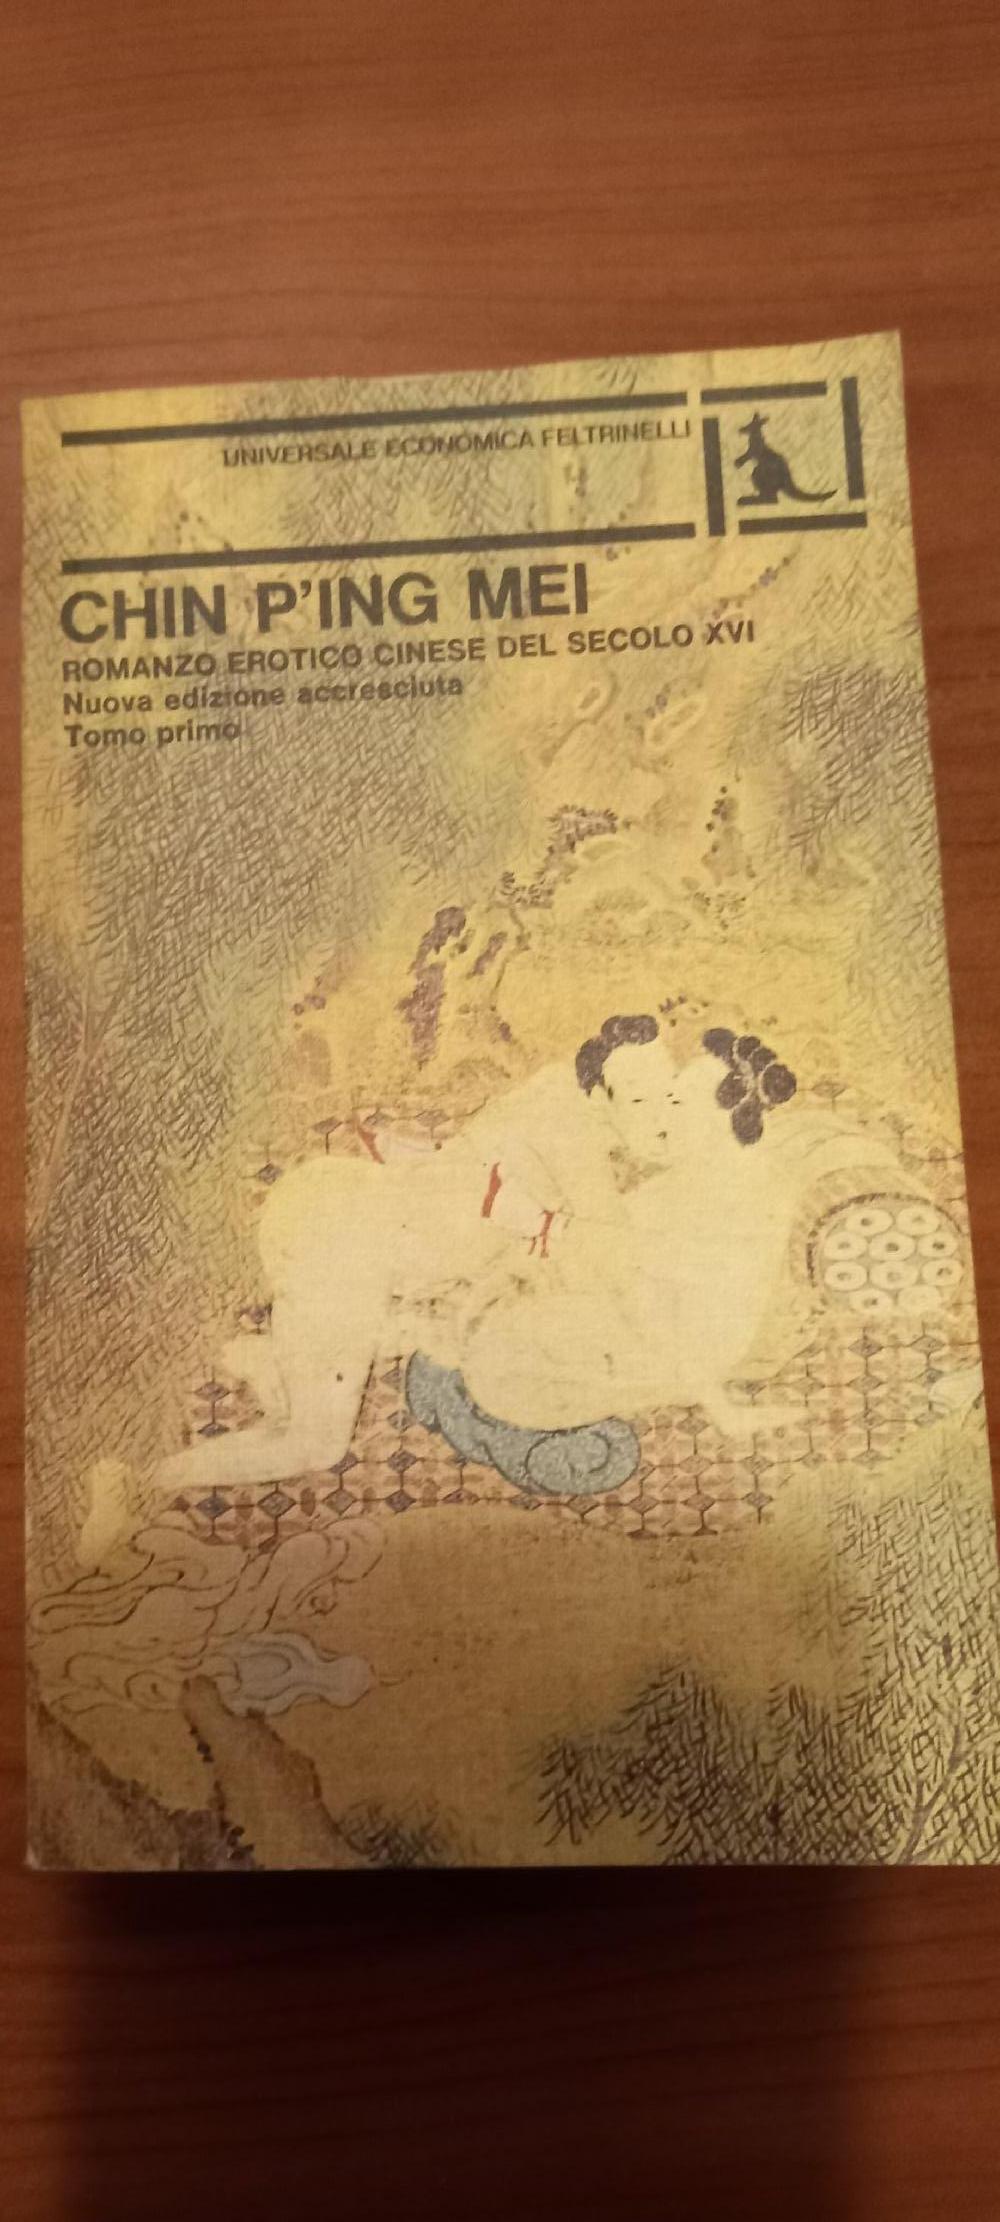 UNIVERSALE ECONOMICA FELTRINELLI
CHIN P'ING MEI
ROMANZO EROTICO CINESE DEL SECOLO XVI
Nuova edizione accresciuta
Tomo primo